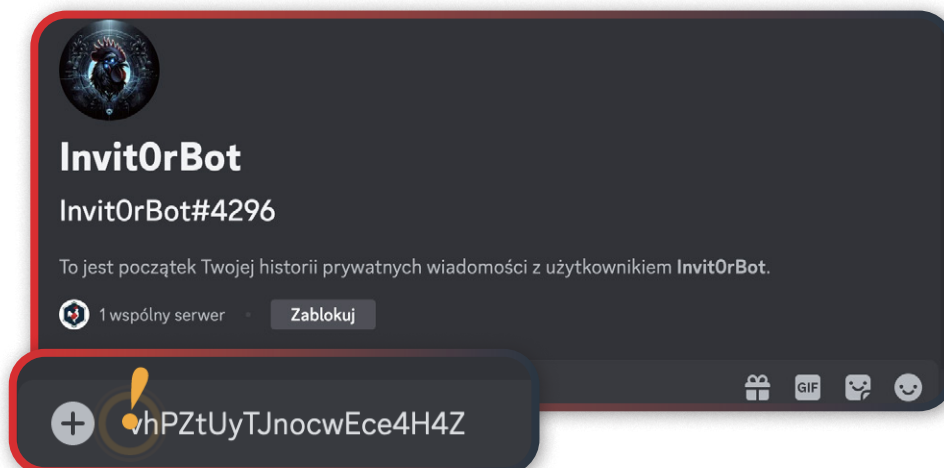 Invit0rBot
Invit0rBot#4296
To jest początek Twojej historii prywatnych wiadomości z użytkownikiem Invit0rBot.
1 wspólny serwer
Zablokuj
GIF
vhPZtUyTJnocwEce4H4Z